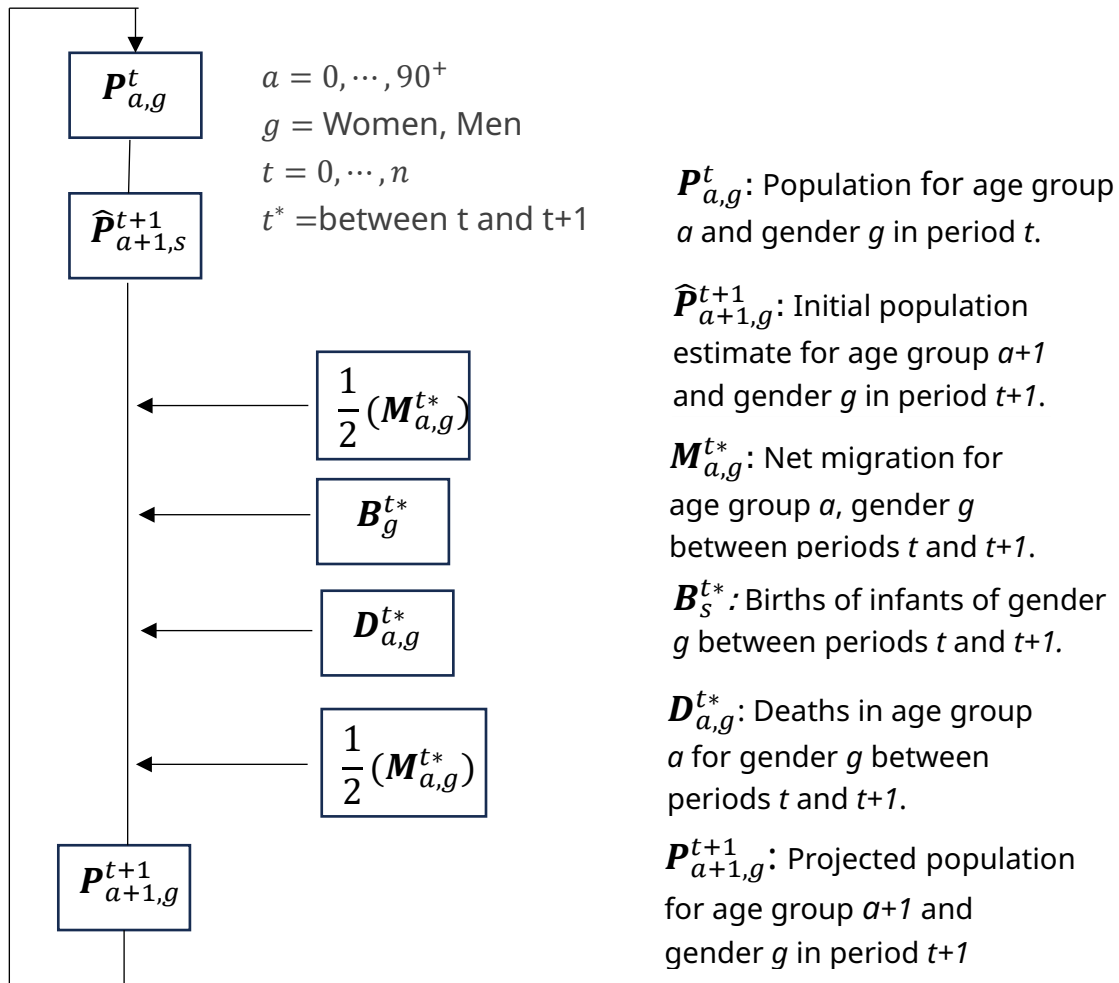 P^t_{a,g}
a = 0, ⋯, 90⁺
g = Women, Men
t = 0, ⋯, n
t* =between t and t+1
P̂^{t+1}_{a+1,s}
1/2 (M^{t*}_{a,g})
B^{t*}_g
D^{t*}_{a,g}
1/2 (M^{t*}_{a,g})
P^{t+1}_{a+1,g}
P^t_{a,g}: Population for age group
a and gender g in period t.
P̂^{t+1}_{a+1,g}: Initial population
estimate for age group a+1
and gender g in period t+1.
M^{t*}_{a,g}: Net migration for
age group a, gender g
between periods t and t+1.
B^{t*}_s: Births of infants of gender
g between periods t and t+1.
D^{t*}_{a,g}: Deaths in age group
a for gender g between
periods t and t+1.
P^{t+1}_{a+1,g}: Projected population
for age group a+1 and
gender g in period t+1